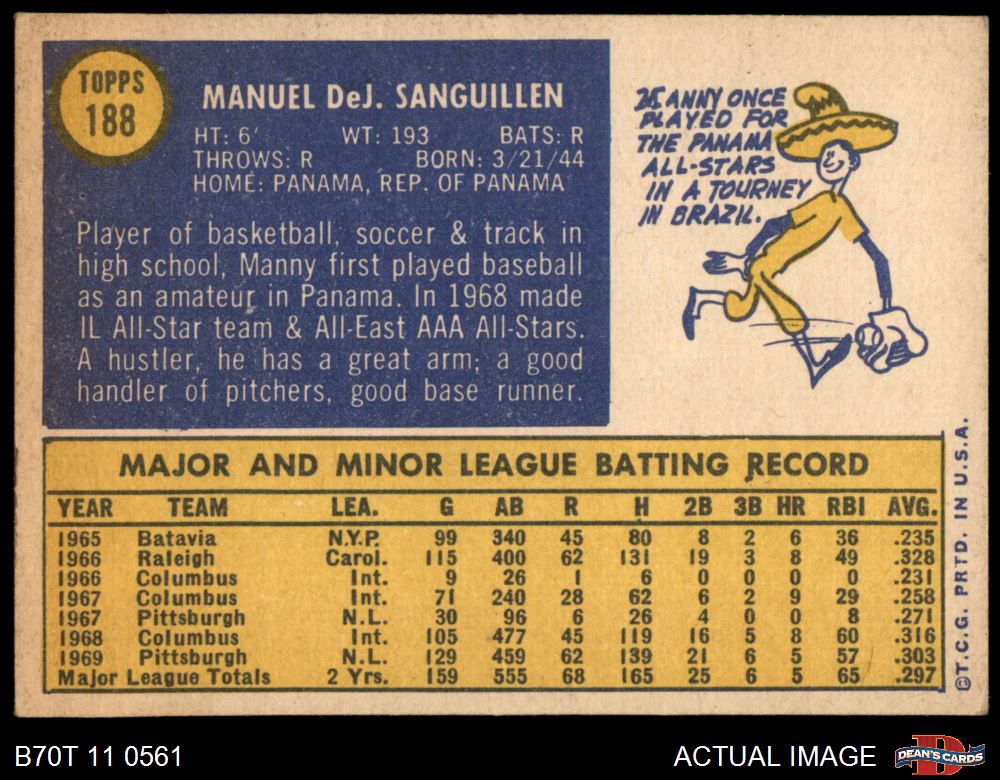 TOPPS
188
MANUEL DeJ. SANGUILLEN
HT: 6' WT: 193 BATS: R
THROWS: R BORN: 3/21/44
HOME: PANAMA, REP. OF PANAMA
Player of basketball, soccer & track in
high school, Manny first played baseball
as an amateur in Panama. In 1968 made
IL All-Star team & All-East AAA All-Stars.
A hustler, he has a great arm; a good
handler of pitchers, good base runner.
MANNY ONCE
PLAYED FOR
THE PANAMA
ALL-STARS
IN A TOURNEY
IN BRAZIL.
MAJOR AND MINOR LEAGUE BATTING RECORD
YEAR TEAM LEA. G AB R H 2B 3B HR RBI AVG.
1965 Batavia N.Y.P. 99 340 45 80 8 2 6 36 .235
1966 Raleigh Carol. 115 400 62 131 19 3 8 49 .328
1966 Columbus Int. 9 26 1 6 0 0 0 0 .231
1967 Columbus Int. 71 240 28 62 6 2 9 29 .258
1967 Pittsburgh N.L. 30 96 6 26 4 0 0 8 .271
1968 Columbus Int. 105 477 45 119 16 5 8 60 .316
1969 Pittsburgh N.L. 129 459 62 139 21 6 5 57 .303
Major League Totals 2 Yrs. 159 555 68 165 25 6 5 65 .297
©T.C.G. PRTD. IN U.S.A.
B70T 11 0561
ACTUAL IMAGE
DEAN'S CARDS